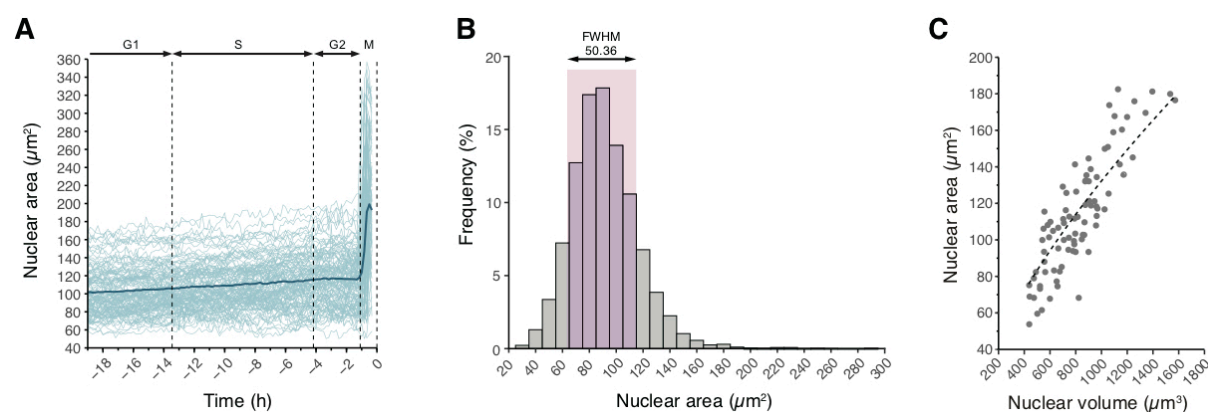 A
G1 S G2 M
360
340
320
300
280
260
240
220
200
180
160
140
120
100
80
60
40
Nuclear area (µm²)
−18 −16 −14 −12 −10 −8 −6 −4 −2 0
Time (h)
B
FWHM
50.36
20
15
10
5
0
Frequency (%)
20 40 60 80 100 120 140 160 180 200 220 240 260 280 300
Nuclear area (µm²)
C
200
180
160
140
120
100
80
60
40
Nuclear area (µm²)
200 400 600 800 1000 1200 1400 1600 1800
Nuclear volume (µm³)